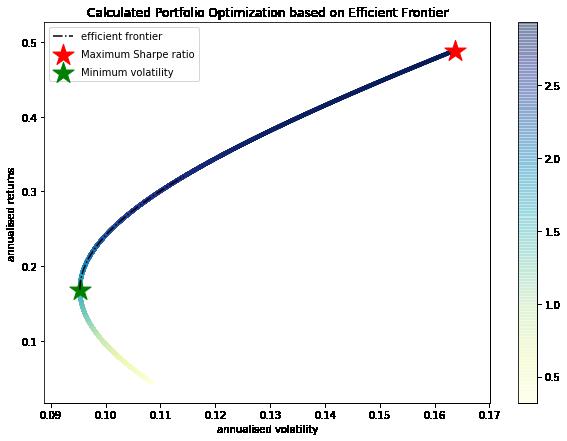 Calculated Portfolio Optimization based on Efficient Frontier
efficient frontier
Maximum Sharpe ratio
Minimum volatility
annualised returns
0.5
0.4
0.3
0.2
0.1
0.09 0.10 0.11 0.12 0.13 0.14 0.15 0.16 0.17
annualised volatility
2.5
2.0
1.5
1.0
0.5